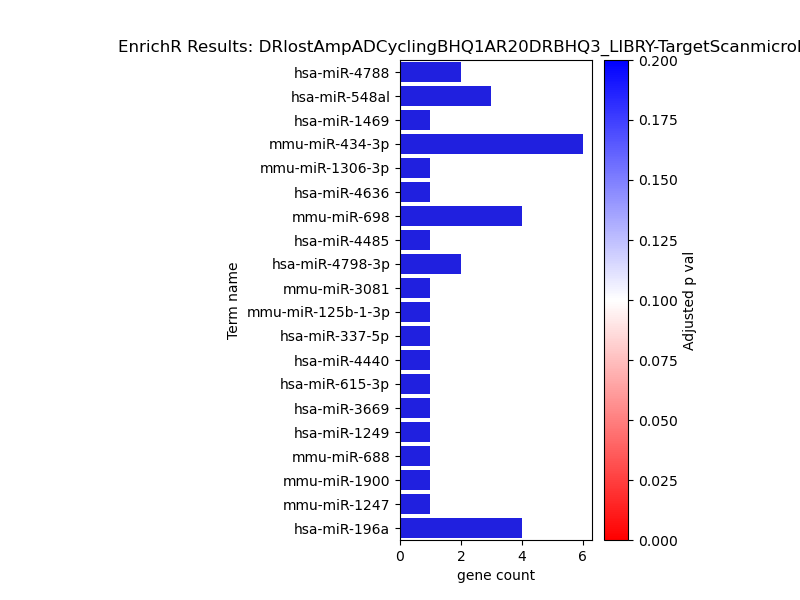 EnrichR Results: DRlostAmpADCyclingBHQ1AR20DRBHQ3_LIBRY-TargetScanmicroI
hsa-miR-4788
hsa-miR-548al
hsa-miR-1469
mmu-miR-434-3p
mmu-miR-1306-3p
hsa-miR-4636
mmu-miR-698
hsa-miR-4485
hsa-miR-4798-3p
mmu-miR-3081
mmu-miR-125b-1-3p
hsa-miR-337-5p
hsa-miR-4440
hsa-miR-615-3p
hsa-miR-3669
hsa-miR-1249
mmu-miR-688
mmu-miR-1900
mmu-miR-1247
hsa-miR-196a
Term name
0 2 4 6
gene count
0.200
0.175
0.150
0.125
0.100
0.075
0.050
0.025
0.000
Adjusted p val